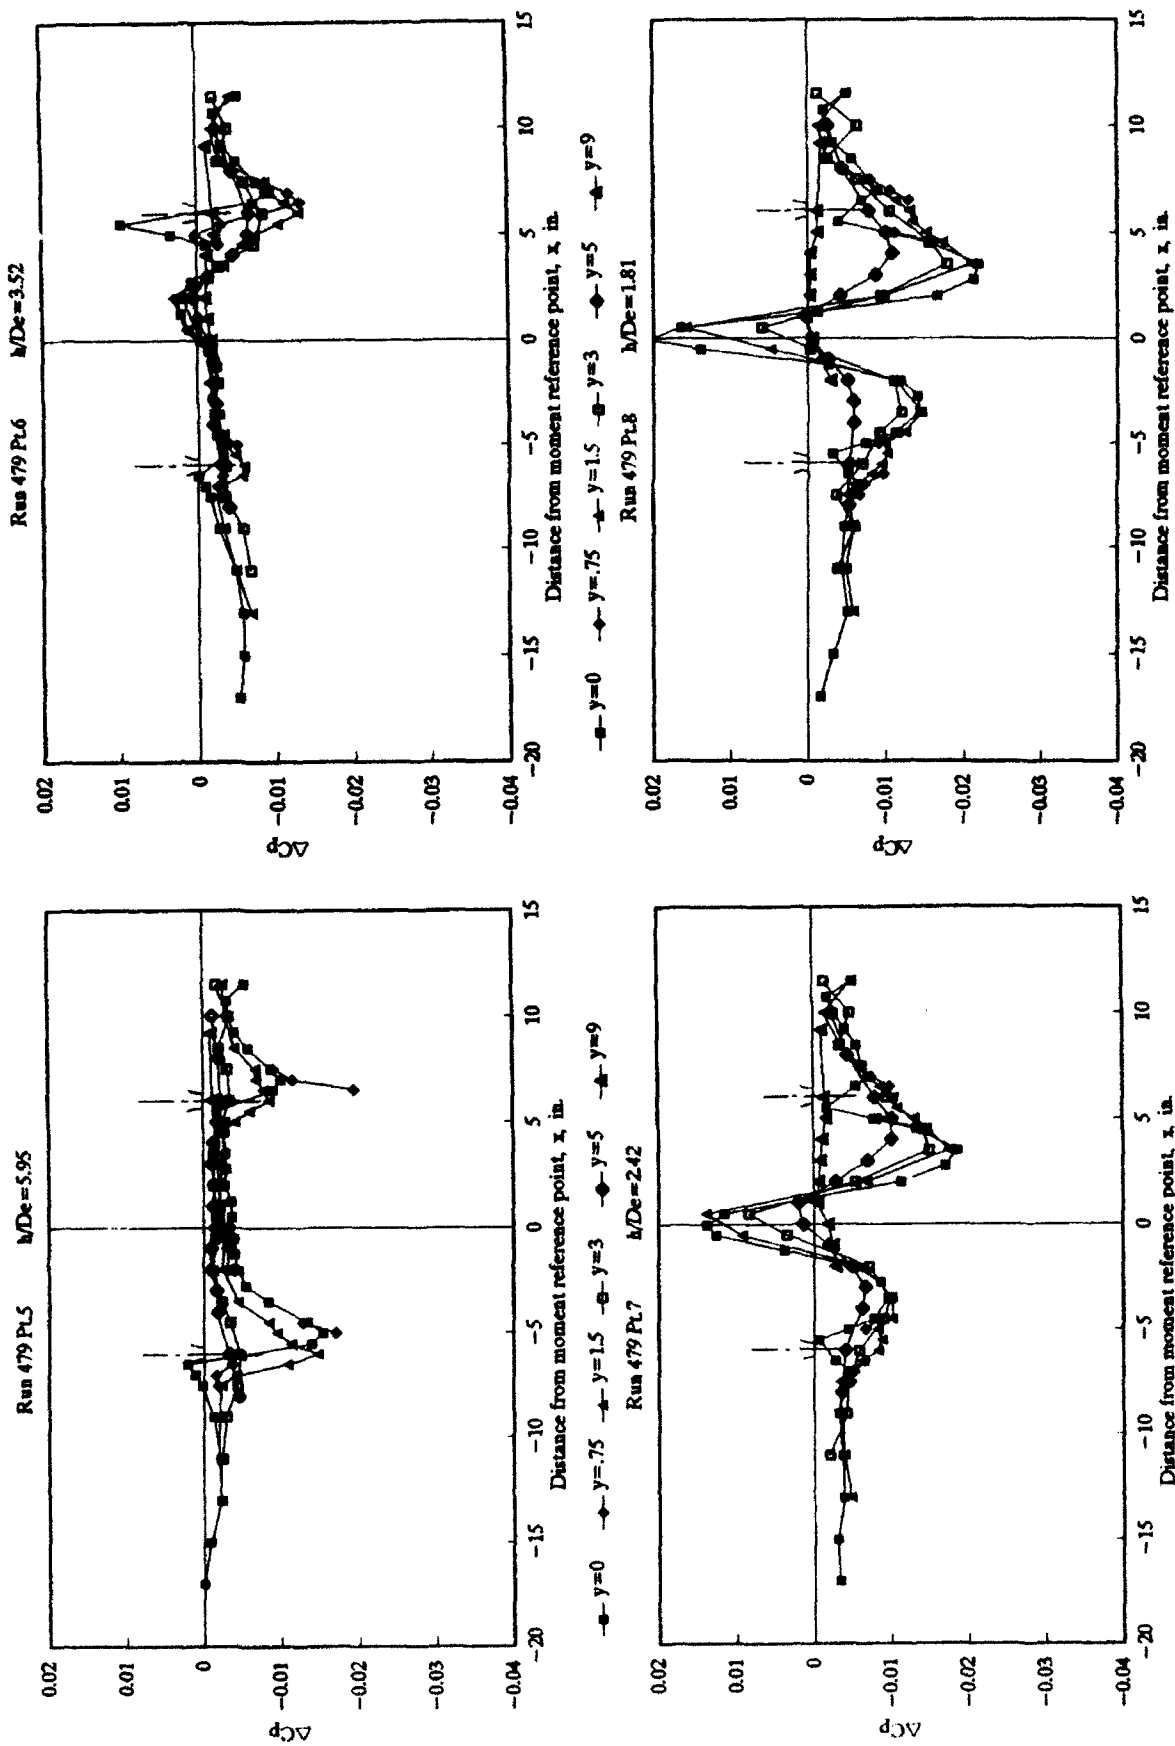 Run 479 Pt.5 h/De=5.95
0.02
0.01
0
−0.01
−0.02
−0.03
−0.04
ΔCp
−20 −15 −10 −5 0 5 10 15
Distance from moment reference point, x, in.
Run 479 Pt.6 h/De=3.52
0.02
0.01
0
−0.01
−0.02
−0.03
−0.04
ΔCp
−20 −15 −10 −5 0 5 10 15
Distance from moment reference point, x, in.
y=0 y=.75 y=1.5 y=3 y=5 y=9
y=0 y=.75 y=1.5 y=3 y=5 y=9
Run 479 Pt.7 h/De=2.42
0.02
0.01
0
−0.01
−0.02
−0.03
−0.04
ΔCp
−20 −15 −10 −5 0 5 10 15
Distance from moment reference point, x, in.
Run 479 Pt.8 h/De=1.81
0.02
0.01
0
−0.01
−0.02
−0.03
−0.04
ΔCp
−20 −15 −10 −5 0 5 10 15
Distance from moment reference point, x, in.